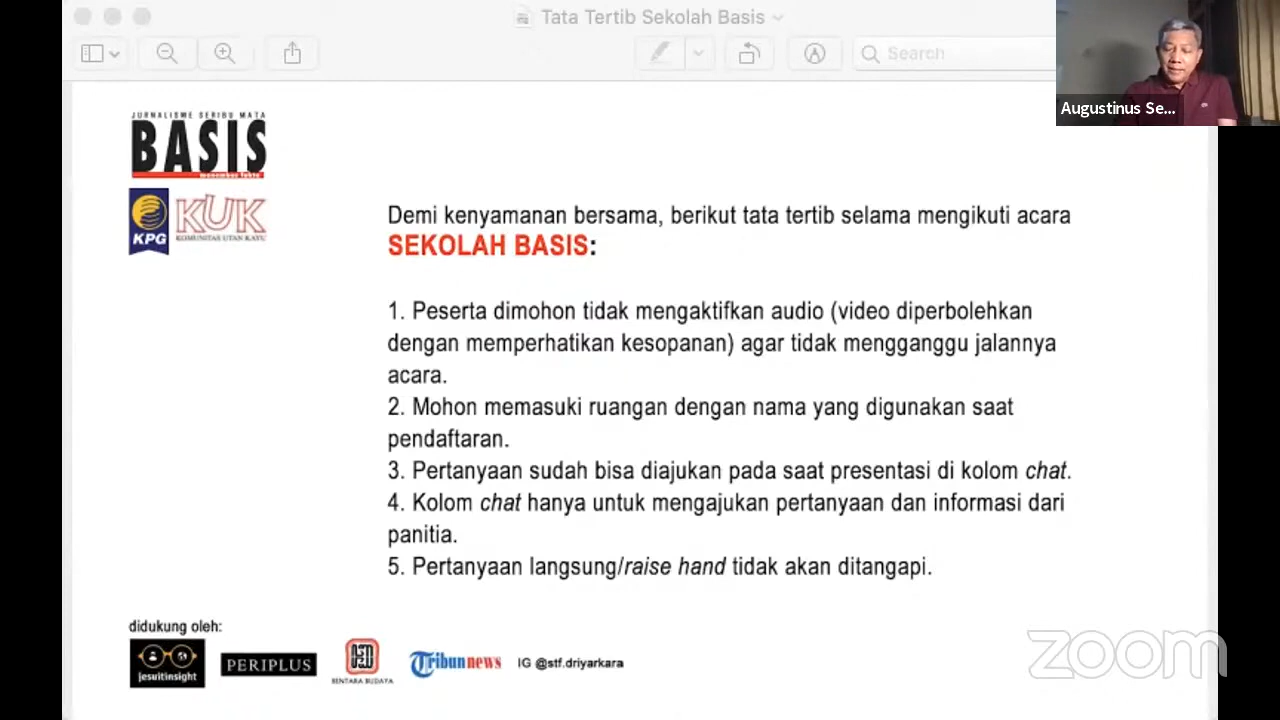 Tata Tertib Sekolah Basis
Search
Augustinus Se...
JURNALISME SERIBU MATA
BASIS
menembus fakta
KPG
KUK
KOMUNITAS UTAN KAYU
Demi kenyamanan bersama, berikut tata tertib selama mengikuti acara
SEKOLAH BASIS:
1. Peserta dimohon tidak mengaktifkan audio (video diperbolehkan
dengan memperhatikan kesopanan) agar tidak mengganggu jalannya
acara.
2. Mohon memasuki ruangan dengan nama yang digunakan saat
pendaftaran.
3. Pertanyaan sudah bisa diajukan pada saat presentasi di kolom chat.
4. Kolom chat hanya untuk mengajukan pertanyaan dan informasi dari
panitia.
5. Pertanyaan langsung/raise hand tidak akan ditangapi.
didukung oleh:
jesuitinsight
PERIPLUS
BENTARA BUDAYA
Tribunnews
IG @stf.driyarkara
zoom